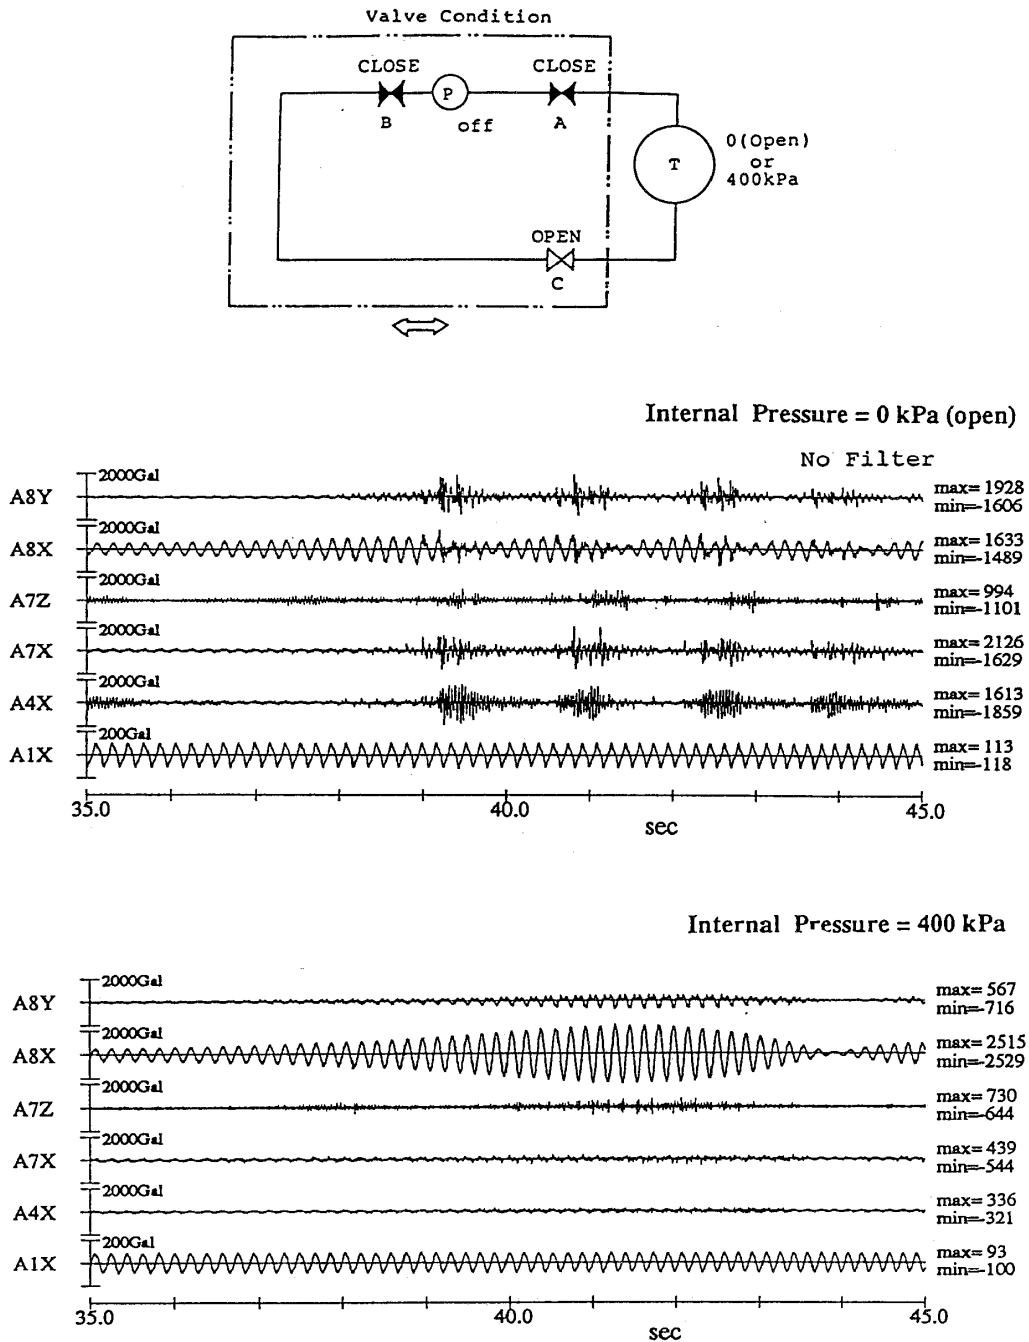 Valve Condition
CLOSE CLOSE
P
B off A
T
0(Open)
or
400kPa
OPEN
C
Internal Pressure = 0 kPa (open)
No Filter
A8Y 2000Gal max= 1928
min=-1606
A8X 2000Gal max= 1633
min=-1489
A7Z 2000Gal max= 994
min=-1101
A7X 2000Gal max= 2126
min=-1629
A4X 2000Gal max= 1613
min=-1859
A1X 200Gal max= 113
min=-118
35.0 40.0 45.0
sec
Internal Pressure = 400 kPa
A8Y 2000Gal max= 567
min=-716
A8X 2000Gal max= 2515
min=-2529
A7Z 2000Gal max= 730
min=-644
A7X 2000Gal max= 439
min=-544
A4X 2000Gal max= 336
min=-321
A1X 200Gal max= 93
min=-100
35.0 40.0 45.0
sec